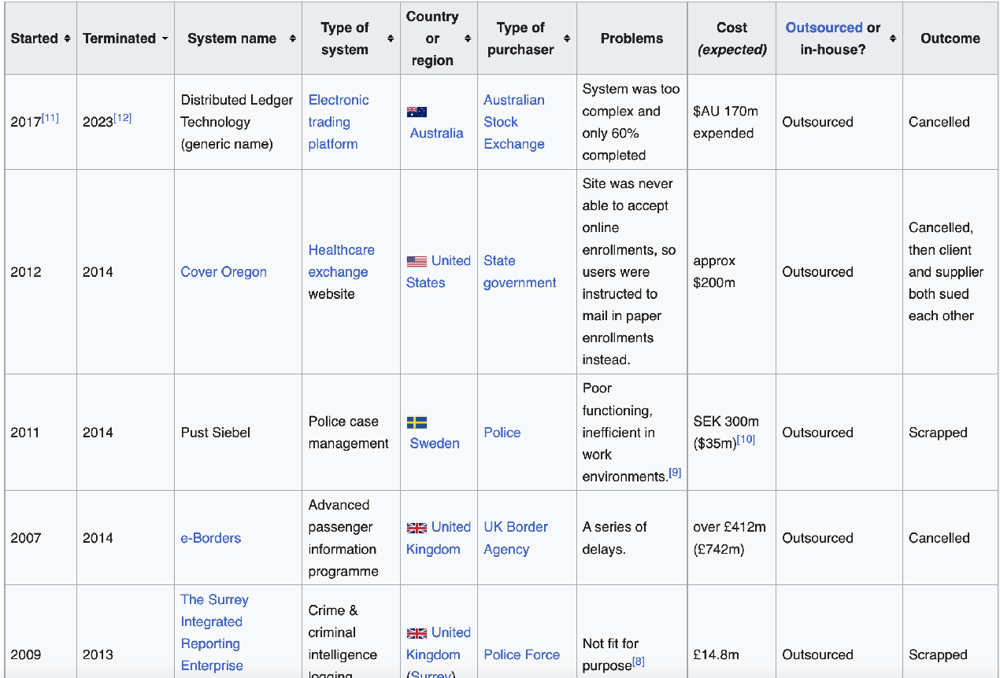 Started Terminated System name Type of system Country or region Type of purchaser Problems Cost (expected) Outsourced or in-house? Outcome
2017[11] 2023[12] Distributed Ledger Technology (generic name) Electronic trading platform Australia Australian Stock Exchange System was too complex and only 60% completed $AU 170m expended Outsourced Cancelled
2012 2014 Cover Oregon Healthcare exchange website United States State government Site was never able to accept online enrollments, so users were instructed to mail in paper enrollments instead. approx $200m Outsourced Cancelled, then client and supplier both sued each other
2011 2014 Pust Siebel Police case management Sweden Police Poor functioning, inefficient in work environments.[9] SEK 300m ($35m)[10] Outsourced Scrapped
2007 2014 e-Borders Advanced passenger information programme United Kingdom UK Border Agency A series of delays. over £412m (£742m) Outsourced Cancelled
2009 2013 The Surrey Integrated Reporting Enterprise Crime & criminal intelligence logging United Kingdom (Surrey) Police Force Not fit for purpose[8] £14.8m Outsourced Scrapped